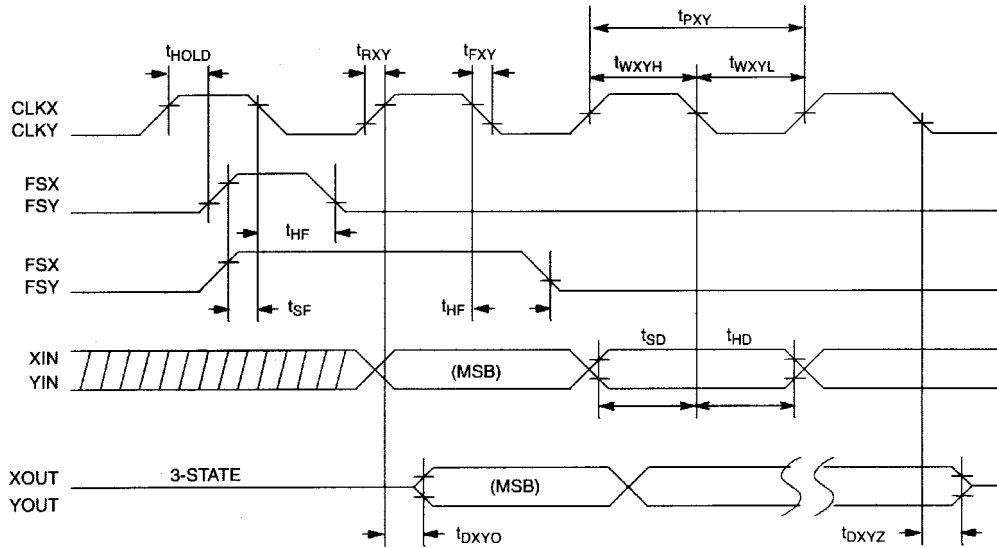 tPXY
tHOLD
tRXY
tFXY
tWXYH
tWXYL
CLKX
CLKY
FSX
FSY
tHF
FSX
FSY
tSF
tHF
XIN
YIN
(MSB)
tSD
tHD
XOUT
YOUT
3-STATE
(MSB)
tDXYO
tDXYZ